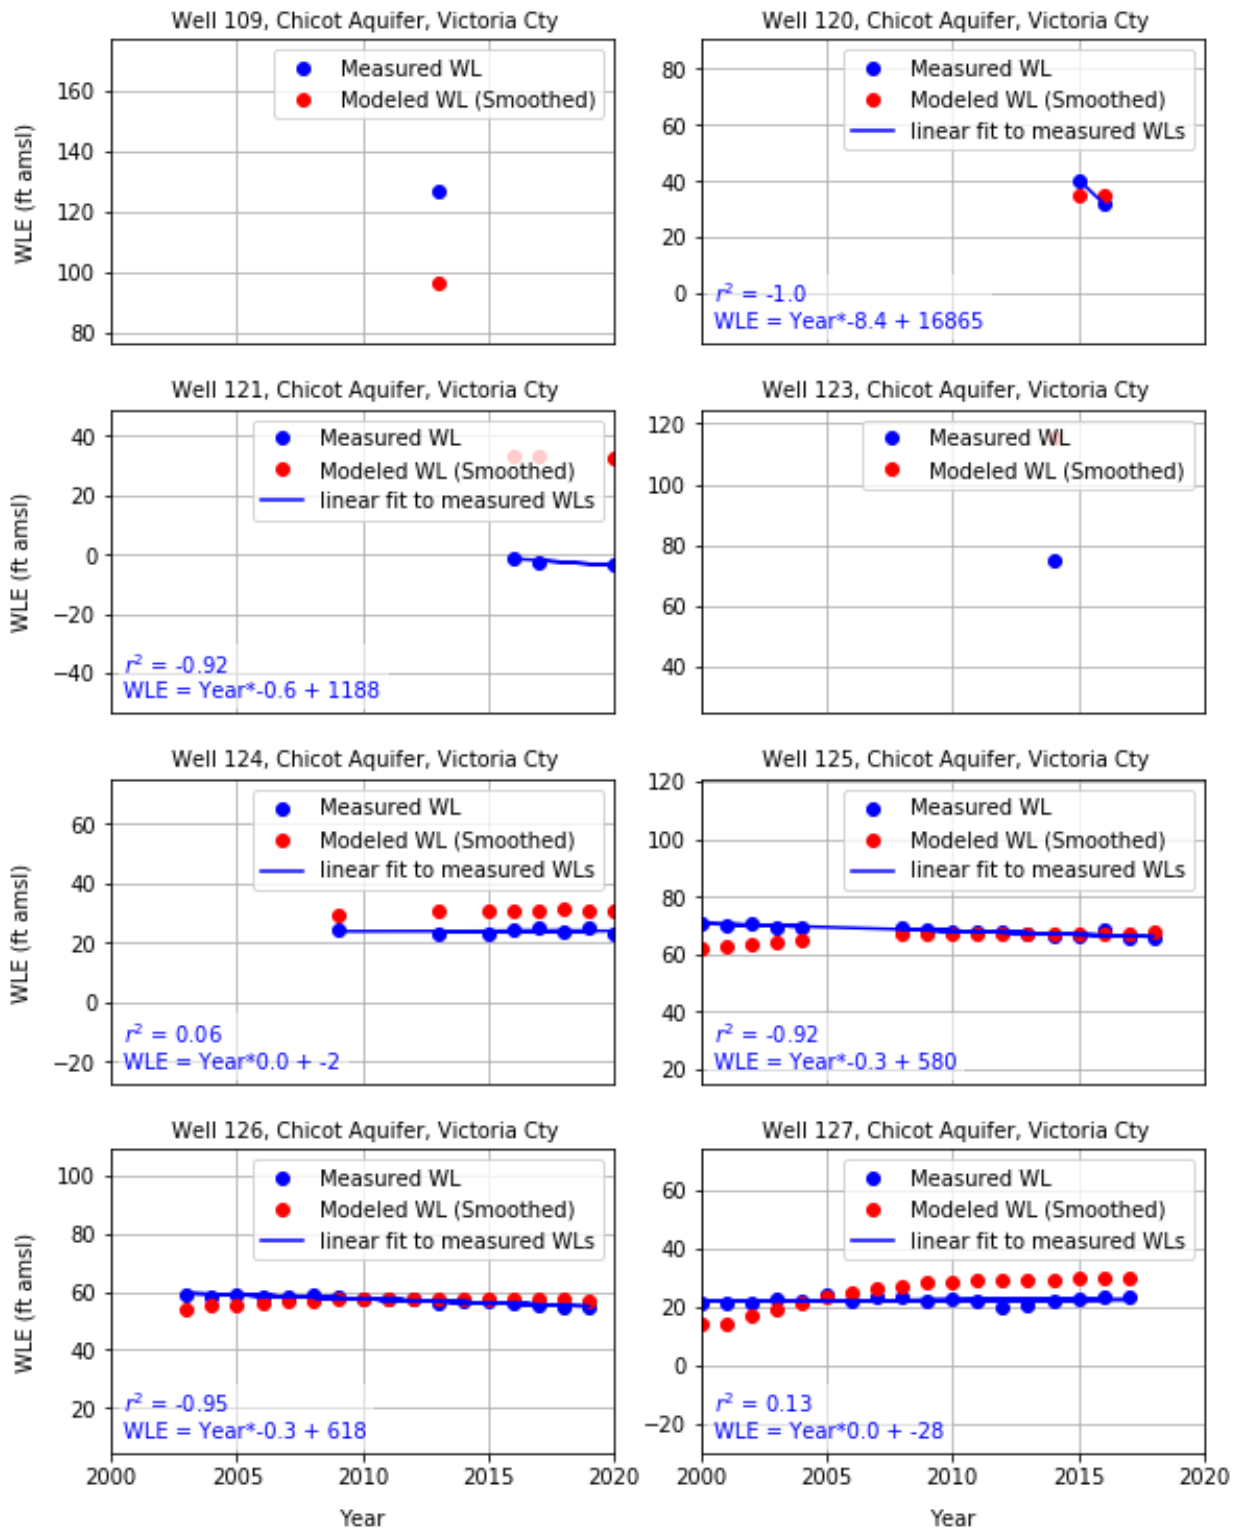 Well 109, Chicot Aquifer, Victoria Cty
WLE (ft amsl)
160
140
120
100
80
Measured WL
Modeled WL (Smoothed)
Well 120, Chicot Aquifer, Victoria Cty
80
60
40
20
0
Measured WL
Modeled WL (Smoothed)
linear fit to measured WLs
r² = -1.0
WLE = Year*-8.4 + 16865
Well 121, Chicot Aquifer, Victoria Cty
WLE (ft amsl)
40
20
0
−20
−40
Measured WL
Modeled WL (Smoothed)
linear fit to measured WLs
r² = -0.92
WLE = Year*-0.6 + 1188
Well 123, Chicot Aquifer, Victoria Cty
120
100
80
60
40
Measured WL
Modeled WL (Smoothed)
Well 124, Chicot Aquifer, Victoria Cty
WLE (ft amsl)
60
40
20
0
−20
Measured WL
Modeled WL (Smoothed)
linear fit to measured WLs
r² = 0.06
WLE = Year*0.0 + -2
Well 125, Chicot Aquifer, Victoria Cty
120
100
80
60
40
20
Measured WL
Modeled WL (Smoothed)
linear fit to measured WLs
r² = -0.92
WLE = Year*-0.3 + 580
Well 126, Chicot Aquifer, Victoria Cty
WLE (ft amsl)
100
80
60
40
20
Measured WL
Modeled WL (Smoothed)
linear fit to measured WLs
r² = -0.95
WLE = Year*-0.3 + 618
2000 2005 2010 2015 2020
Year
Well 127, Chicot Aquifer, Victoria Cty
60
40
20
0
−20
Measured WL
Modeled WL (Smoothed)
linear fit to measured WLs
r² = 0.13
WLE = Year*0.0 + -28
2000 2005 2010 2015 2020
Year